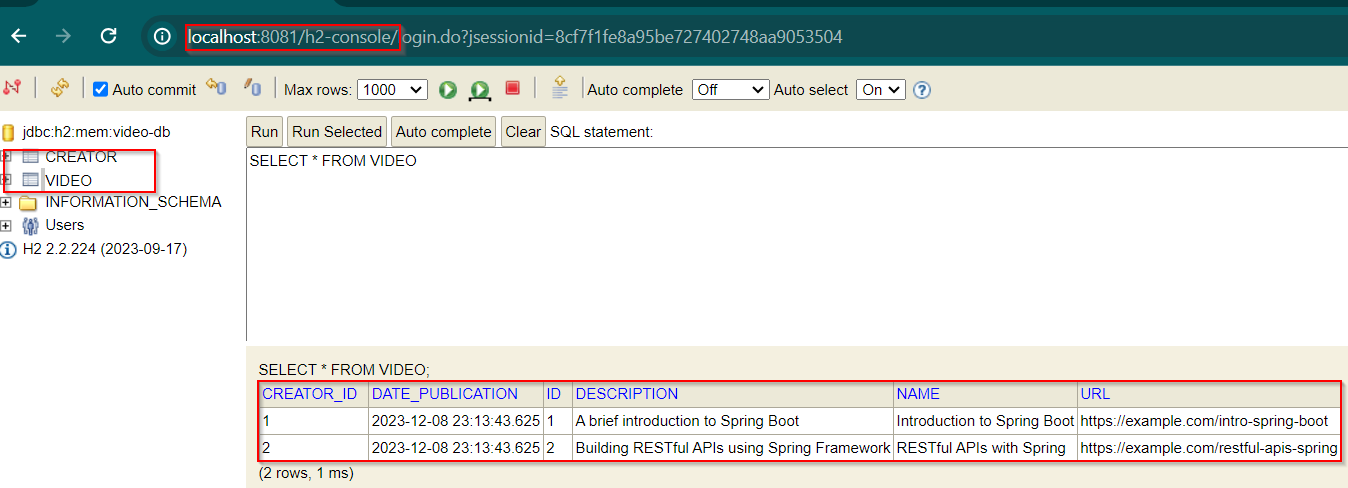 localhost:8081/h2-console/login.do?jsessionid=8cf7f1fe8a95be727402748aa9053504
Auto commit Max rows: 1000 Auto complete Off Auto select On
jdbc:h2:mem:video-db
CREATOR
VIDEO
INFORMATION_SCHEMA
Users
H2 2.2.224 (2023-09-17)
Run Run Selected Auto complete Clear SQL statement:
SELECT * FROM VIDEO
SELECT * FROM VIDEO;
CREATOR_ID DATE_PUBLICATION ID DESCRIPTION NAME URL
1 2023-12-08 23:13:43.625 1 A brief introduction to Spring Boot Introduction to Spring Boot https://example.com/intro-spring-boot
2 2023-12-08 23:13:43.625 2 Building RESTful APIs using Spring Framework RESTful APIs with Spring https://example.com/restful-apis-spring
(2 rows, 1 ms)